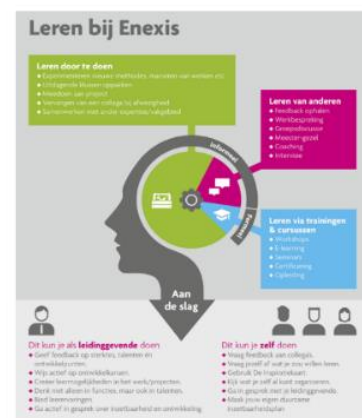 Leren bij Enexis
Leren door te doen
Experimenteren nieuwe methodes, manieren van werken etc
Uitdagende klussen oppakken
Meedoen aan project
Vervangen van een collega bij afwezigheid
Samenwerken met ander expertise/vakgebied
Leren van anderen
Feedback ophalen
Werkbespreking
Groepsdiscussie
Meester-gezel
Coaching
Intervisie
Informeel
Formeel
Leren via trainingen
& cursussen
Workshops
E-learning
Seminars
Certificering
Opleiding
Aan
de slag
Dit kun je als leidinggevende doen
Geef feedback op sterktes, talenten en
ontwikkelpunten.
Wijs actief op ontwikkelkansen.
Creëer leermogelijkheden in het werk/projecten.
Denk niet alleen in functies, maar ook in talenten.
Deel leerervaringen
Ga actief in gesprek over inzetbaarheid en ontwikkeling
Dit kun je zelf doen
Vraag feedback aan collega's.
Vraag jezelf af wat je zou willen leren.
Gebruik De Inspiratiekaart.
Kijk wat je zelf al kunt organiseren.
Ga in gesprek met je leidinggevende.
Maak jouw eigen duurzame
inzetbaarheidsplan